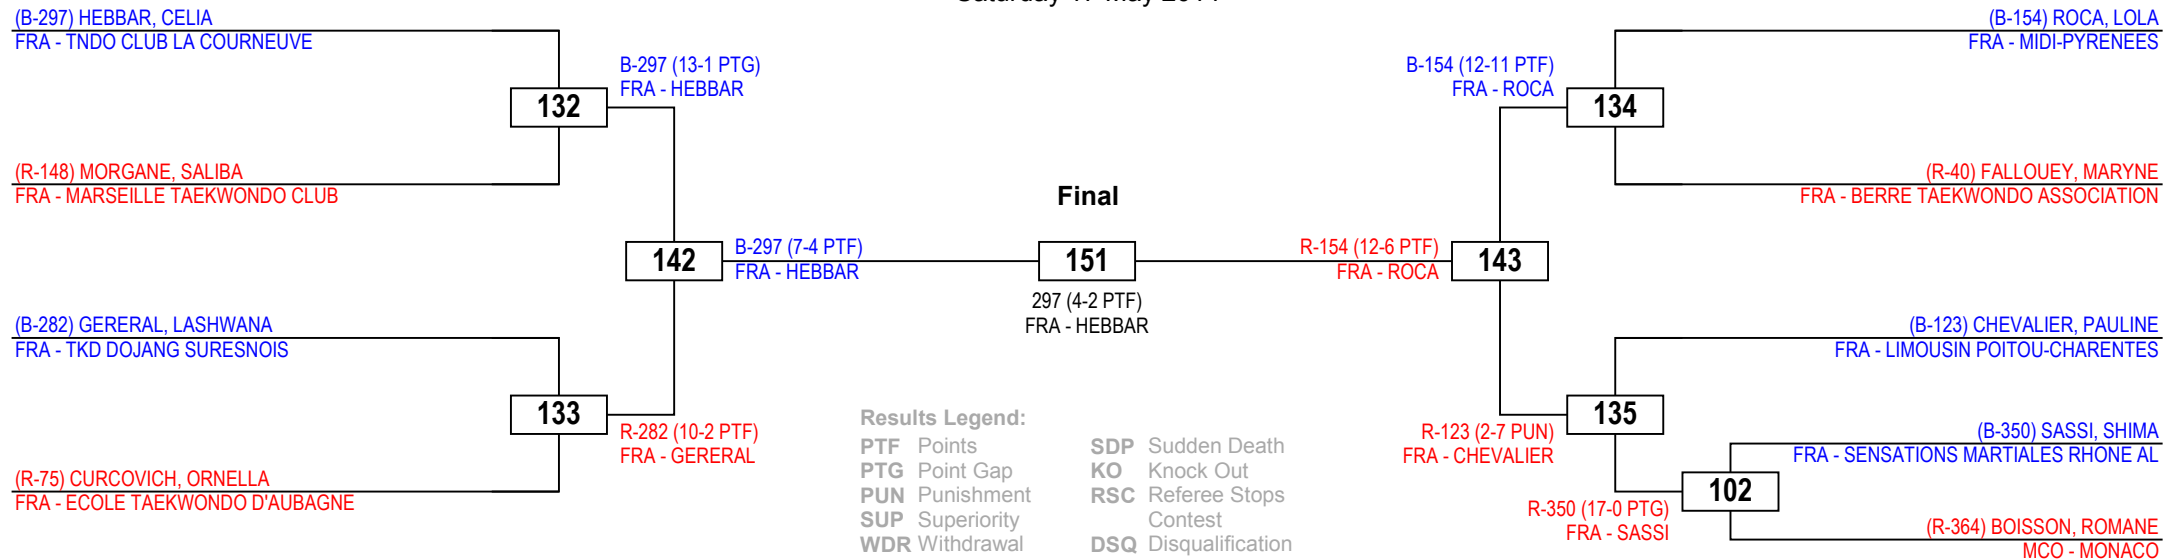 Saturday 17 May 2014
(B-297) HEBBAR, CELIA
FRA - TNDO CLUB LA COURNEUVE
B-297 (13-1 PTG)
FRA - HEBBAR
132
(R-148) MORGANE, SALIBA
FRA - MARSEILLE TAEKWONDO CLUB
142
B-297 (7-4 PTF)
FRA - HEBBAR
(B-282) GERERAL, LASHWANA
FRA - TKD DOJANG SURESNOIS
133
R-282 (10-2 PTF)
FRA - GERERAL
(R-75) CURCOVICH, ORNELLA
FRA - ECOLE TAEKWONDO D'AUBAGNE
Final
151
297 (4-2 PTF)
FRA - HEBBAR
(B-154) ROCA, LOLA
FRA - MIDI-PYRENEES
B-154 (12-11 PTF)
FRA - ROCA
134
(R-40) FALLOUEY, MARYNE
FRA - BERRE TAEKWONDO ASSOCIATION
R-154 (12-6 PTF)
FRA - ROCA
143
(B-123) CHEVALIER, PAULINE
FRA - LIMOUSIN POITOU-CHARENTES
135
R-123 (2-7 PUN)
FRA - CHEVALIER
(B-350) SASSI, SHIMA
FRA - SENSATIONS MARTIALES RHONE AL
102
R-350 (17-0 PTG)
FRA - SASSI
(R-364) BOISSON, ROMANE
MCO - MONACO
Results Legend:
PTF Points
PTG Point Gap
PUN Punishment
SUP Superiority
WDR Withdrawal
SDP Sudden Death
KO Knock Out
RSC Referee Stops
Contest
DSQ Disqualification